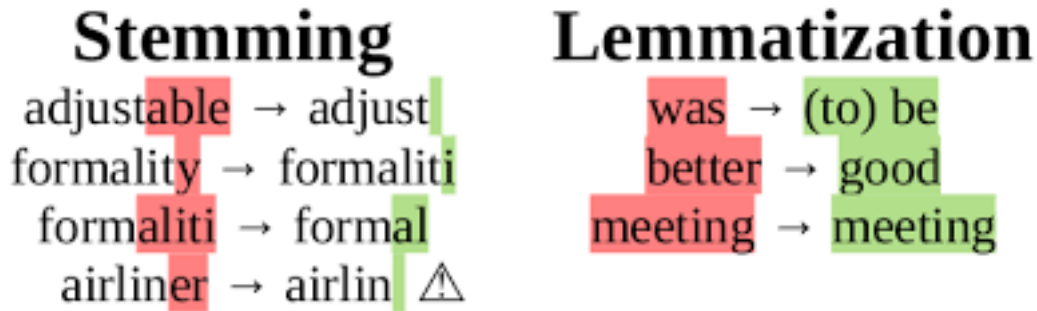 Stemming
adjustable → adjust
formality → formaliti
formaliti → formal
airliner → airlin ⚠
Lemmatization
was → (to) be
better → good
meeting → meeting